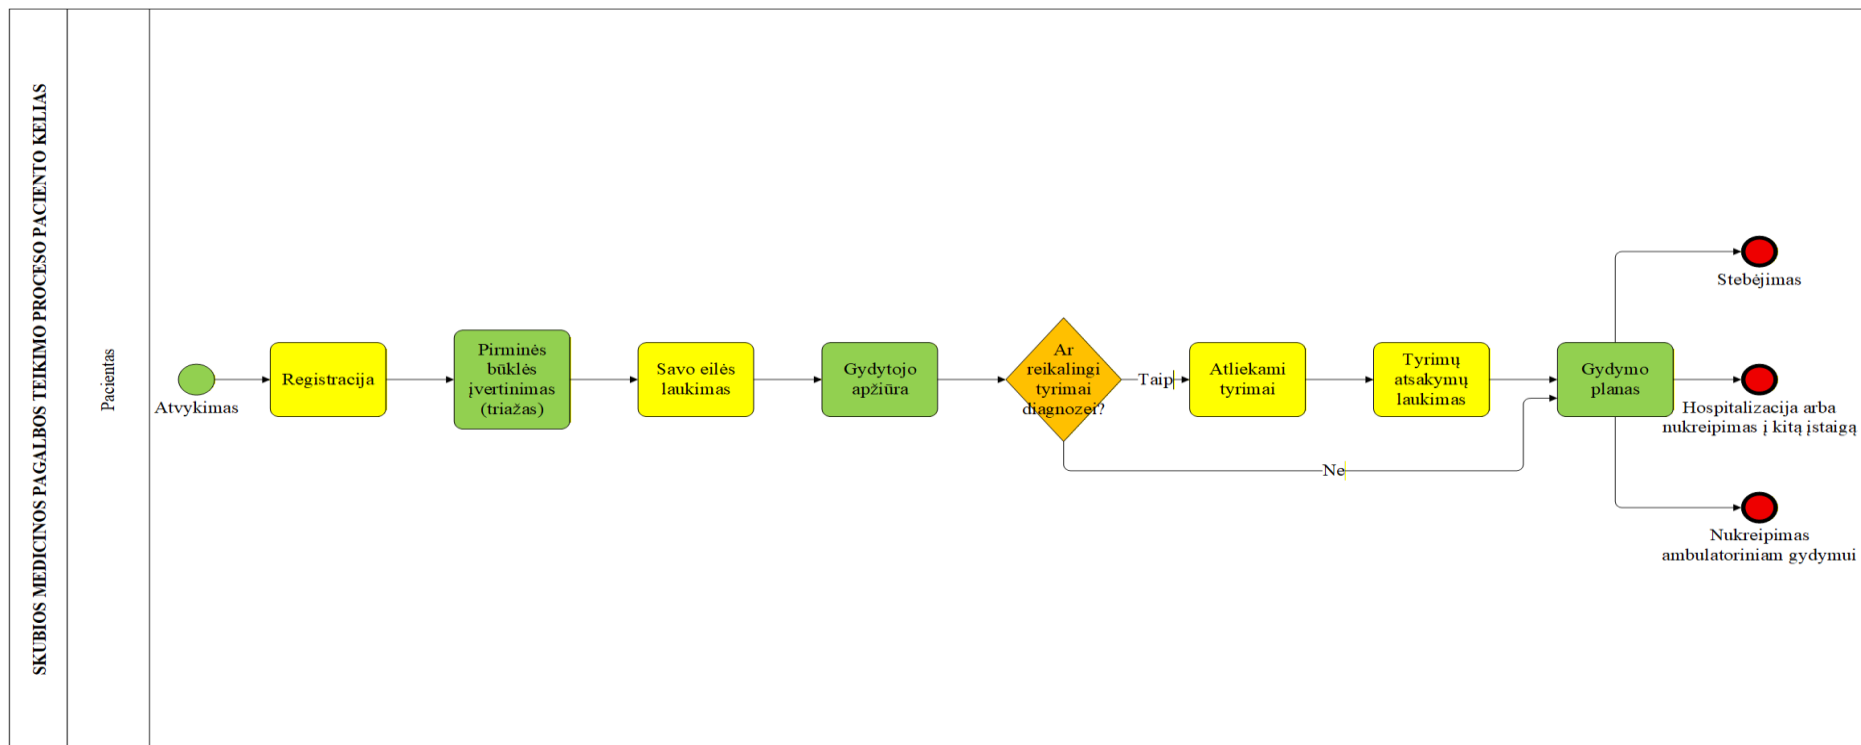 SKUBIOS MEDICINOS PAGALBOS TEIKIMO PROCESO PACIENTO KELIAS
Pacientas
Atvykimas
Registracija
Pirminės
būklės
įvertinimas
(triažas)
Savo eilės
laukimas
Gydytojo
apžiūra
Ar
reikalingi
tyrimai
diagnozei?
Taip
Ne
Atliekami
tyrimai
Tyrimų
atsakymų
laukimas
Gydymo
planas
Stebėjimas
Hospitalizacija arba
nukreipimas į kitą įstaigą
Nukreipimas
ambulatoriniam gydymui